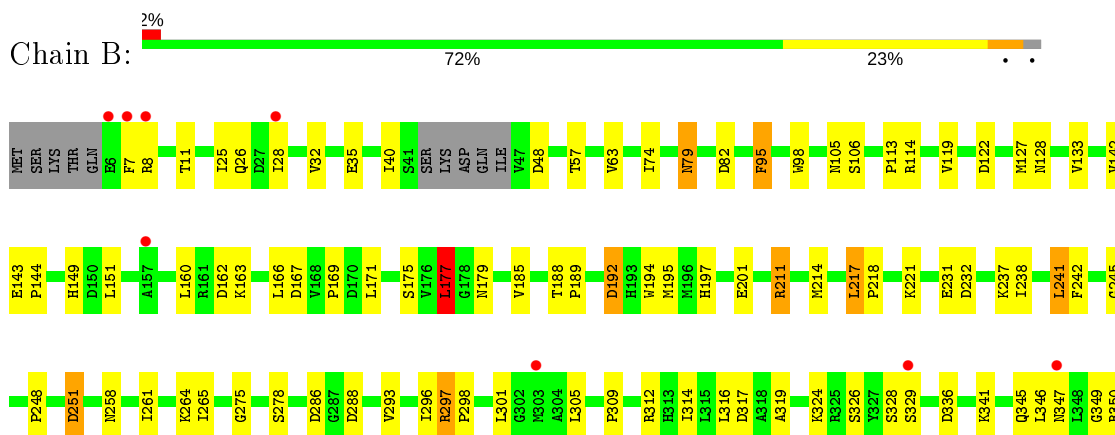 2%
Chain B:
72% 23% • •
MET SER LYS THR GLN E6 F7 R8 T11 I25 Q26 D27 I28 V32 E35 I40 S41 SER LYS ASP GLN ILE V47 D48 T57 V63 I74 N79 D82 F95 W98 N105 S106 P113 R114 V119 D122 M127 N128 V133
E143 P144 H149 D150 L151 A157 L160 R161 D162 K163 L166 D167 V168 P169 D170 L171 S175 V176 L177 G178 N179 V185 T188 P189 D192 H193 W194 M195 M196 H197 E201 R211 M214 L217 P218 K221 E231 D232 K237 I238 L241 F242
P248 D251 N258 I261 K264 I265 G275 S278 D286 G287 D288 V293 I296 R297 P298 L301 G302 M303 A304 L305 P309 R312 H313 I314 L315 L316 D317 A318 A319 K324 R325 S326 Y327 S328 S329 D336 K341 Q345 L346 N347 L348 G349